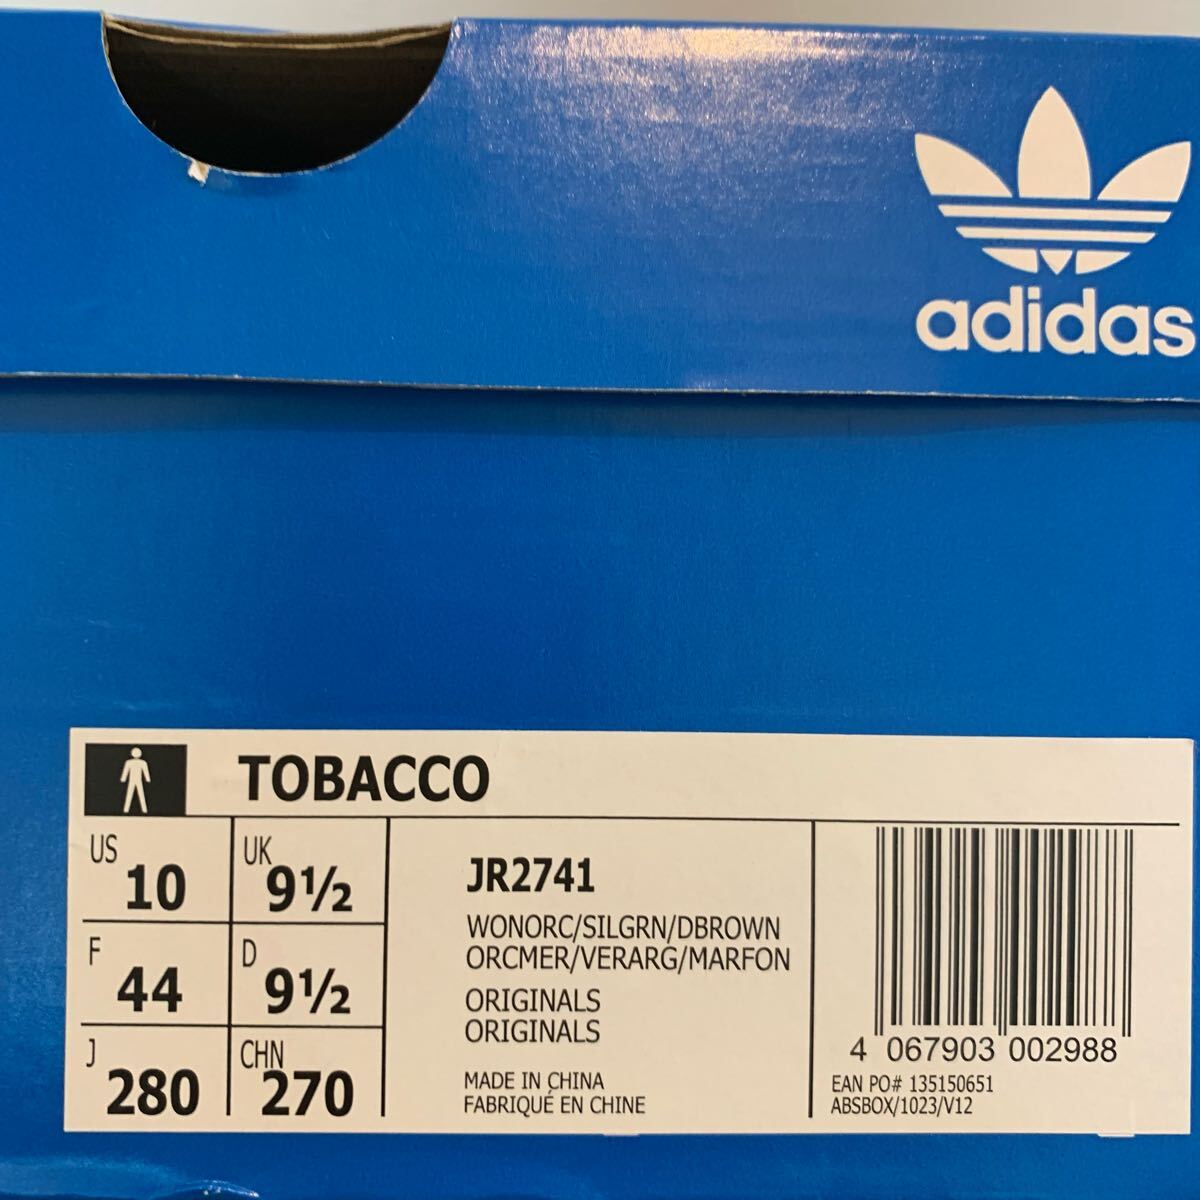 adidas
TOBACCO
US 10
UK 9½
F 44
D 9½
J 280
CHN 270
JR2741
WONORC/SILGRN/DBROWN
ORCMER/VERARG/MARFON
ORIGINALS
ORIGINALS
MADE IN CHINA
FABRIQUÉ EN CHINE
4 067903 002988
EAN PO# 135150651
ABSBOX/1023/V12